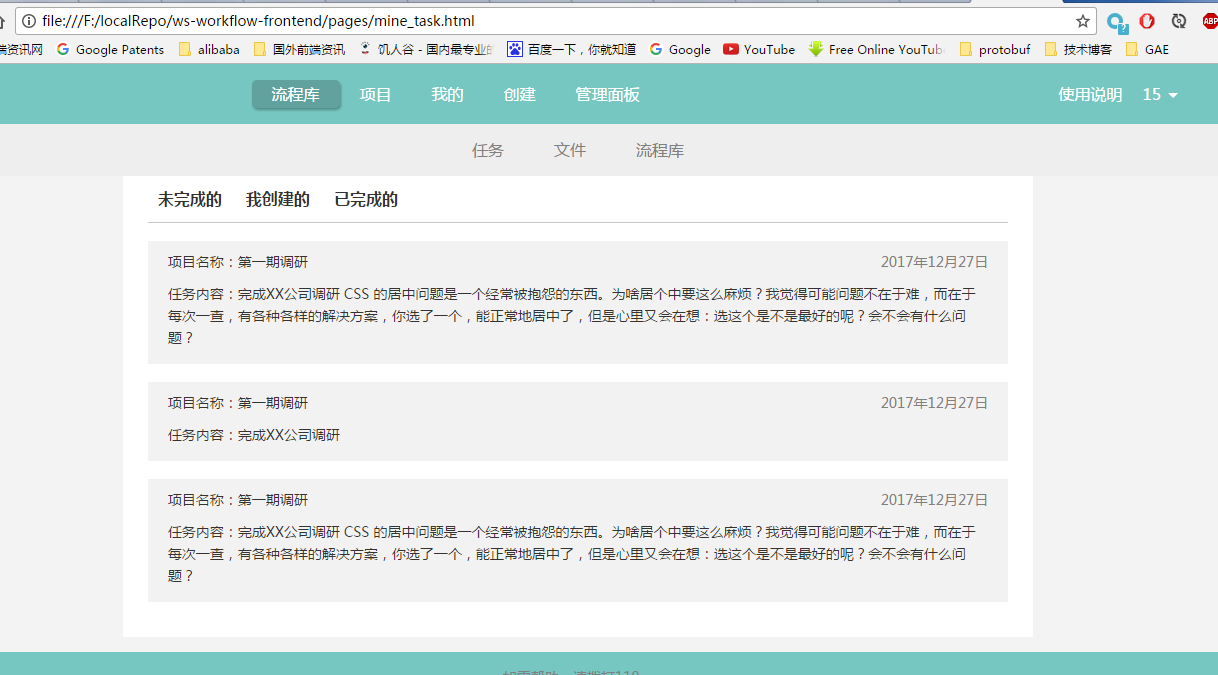 file:///F:/localRepo/ws-workflow-frontend/pages/mine_task.html
端资讯网 Google Patents alibaba 国外前端资讯 饥人谷 - 国内最专业的 百度一下，你就知道 Google YouTube Free Online YouTub protobuf 技术博客 GAE
流程库 项目 我的 创建 管理面板 使用说明 15
任务 文件 流程库
未完成的 我创建的 已完成的
项目名称：第一期调研 2017年12月27日
任务内容：完成XX公司调研 CSS 的居中问题是一个经常被抱怨的东西。为啥居个中要这么麻烦？我觉得可能问题不在于难，而在于
每次一直，有各种各样的解决方案，你选了一个，能正常地居中了，但是心里又会在想：选这个是不是最好的呢？会不会有什么问
题？
项目名称：第一期调研 2017年12月27日
任务内容：完成XX公司调研
项目名称：第一期调研 2017年12月27日
任务内容：完成XX公司调研 CSS 的居中问题是一个经常被抱怨的东西。为啥居个中要这么麻烦？我觉得可能问题不在于难，而在于
每次一直，有各种各样的解决方案，你选了一个，能正常地居中了，但是心里又会在想：选这个是不是最好的呢？会不会有什么问
题？